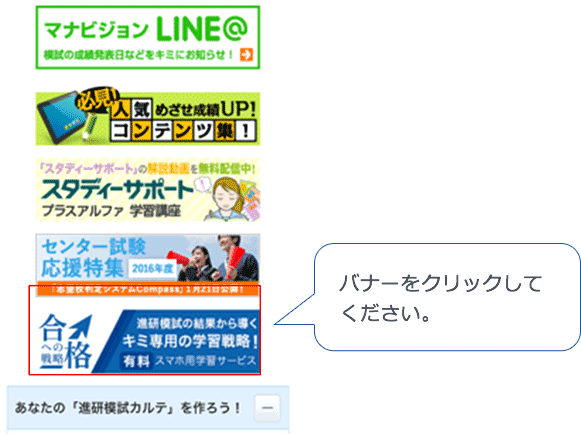 マナビジョン LINE@
模試の成績発表日などをキミにお知らせ！
必見！
人気 めざせ成績UP！
コンテンツ集！
「スタディーサポート」の解説動画を無料配信中！
スタディーサポート
プラスアルファ 学習講座
センター試験
応援特集 2016年度
「志望校判定システムCompass」1月21日公開！
合格
への戦略
進研模試の結果から導く
キミ専用の学習戦略！
有料 スマホ用学習サービス
バナーをクリックして
ください。
あなたの「進研模試カルテ」を作ろう！